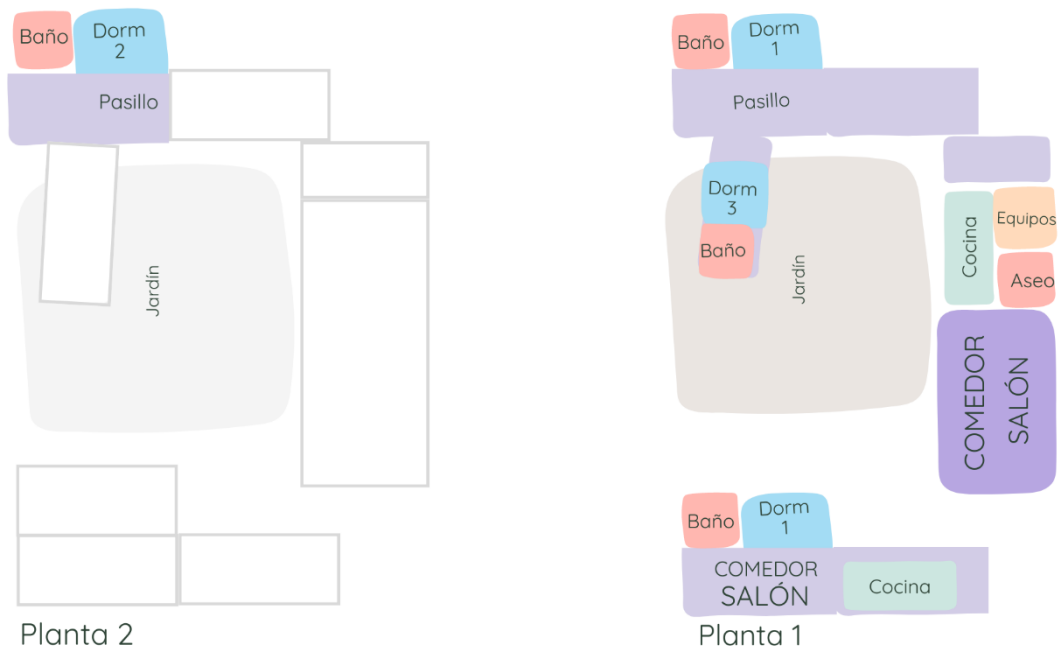 Baño
Dorm
2
Pasillo
Jardín
Planta 2
Baño
Dorm
1
Pasillo
Dorm
3
Baño
Jardín
Cocina
Equipos
Aseo
COMEDOR
SALÓN
Baño
Dorm
1
COMEDOR
SALÓN
Cocina
Planta 1